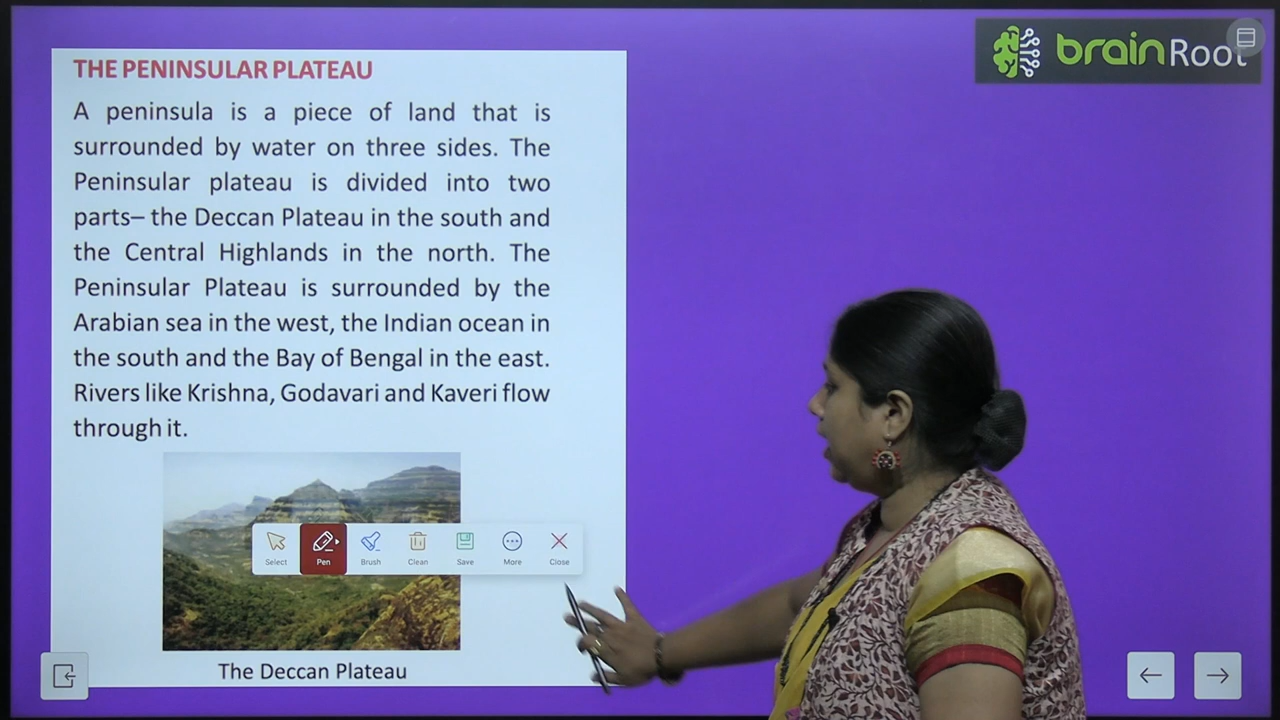 brainRoot
THE PENINSULAR PLATEAU
A peninsula is a piece of land that is
surrounded by water on three sides. The
Peninsular plateau is divided into two
parts– the Deccan Plateau in the south and
the Central Highlands in the north. The
Peninsular Plateau is surrounded by the
Arabian sea in the west, the Indian ocean in
the south and the Bay of Bengal in the east.
Rivers like Krishna, Godavari and Kaveri flow
through it.
Select Pen Brush Clean Save More Close
The Deccan Plateau